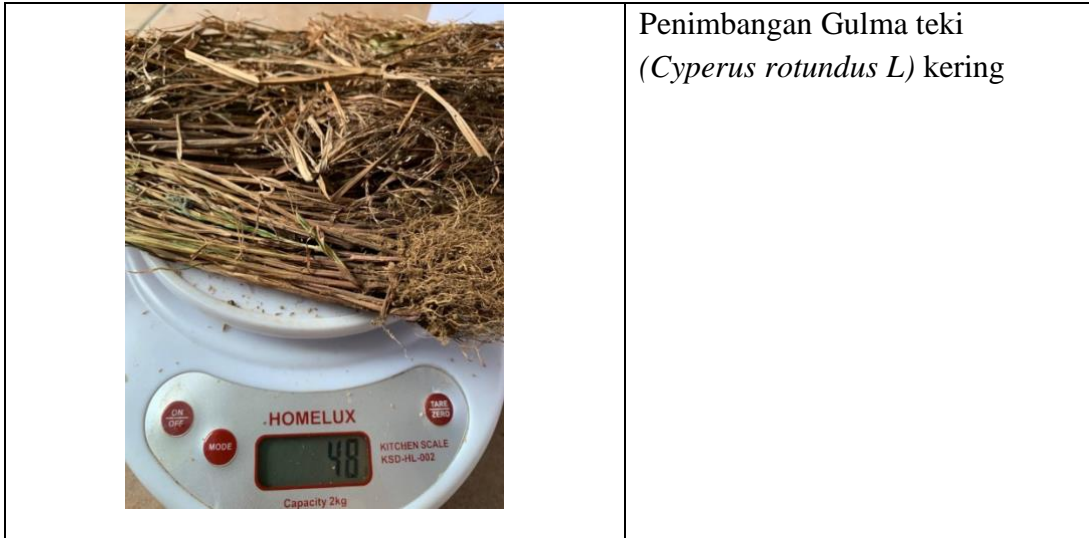 Penimbangan Gulma teki
(Cyperus rotundus L) kering
ON
OFF
MODE
HOMELUX
TARE
ZERO
48
KITCHEN SCALE
KSD-HL-002
Capacity 2kg